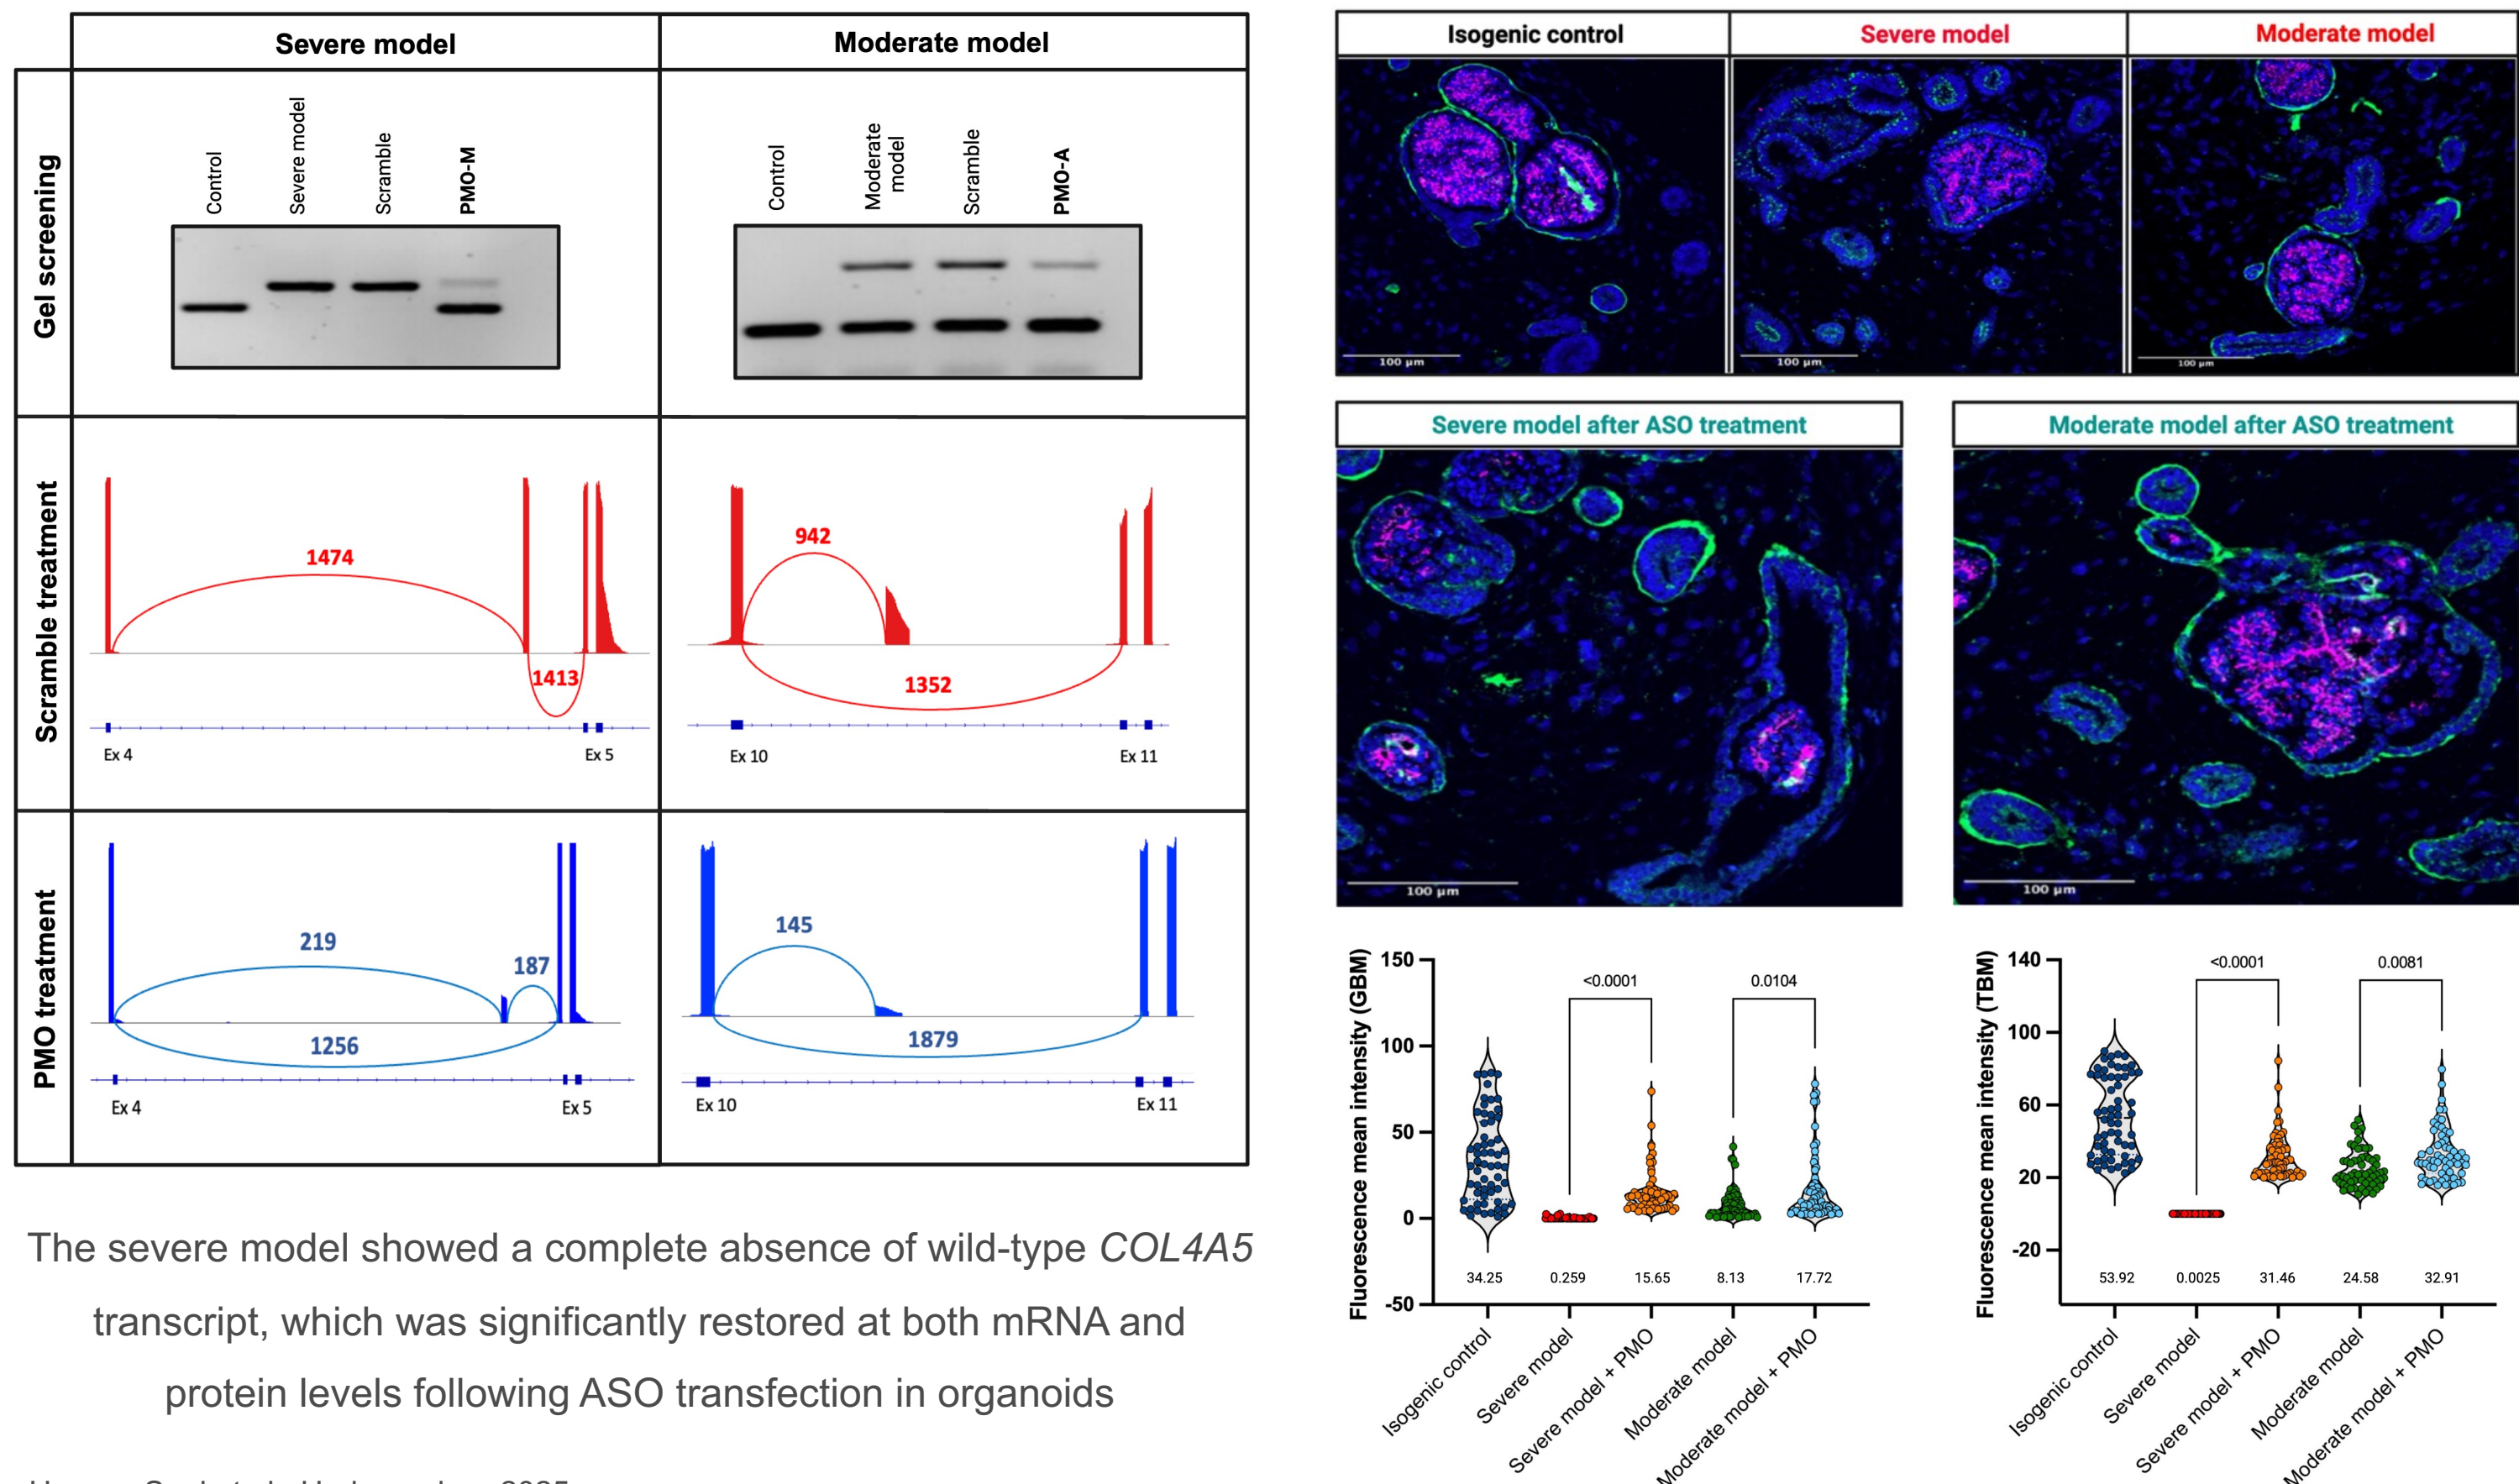 Severe model
Moderate model
Gel screening
Control
Severe model
Scramble
PMO-M
Control
Moderate
model
Scramble
PMO-A
Scramble treatment
1474
1413
Ex 4
Ex 5
942
1352
Ex 10
Ex 11
PMO treatment
219
187
1256
Ex 4
Ex 5
145
1879
Ex 10
Ex 11
The severe model showed a complete absence of wild-type COL4A5
transcript, which was significantly restored at both mRNA and
protein levels following ASO transfection in organoids
Isogenic control
Severe model
Moderate model
100 µm
100 µm
100 µm
Severe model after ASO treatment
Moderate model after ASO treatment
100 µm
100 µm
Fluorescence mean intensity (GBM)
150
100
50
0
-50
<0.0001
0.0104
34.25
0.259
15.65
8.13
17.72
Isogenic control
Severe model
Severe model + PMO
Moderate model
Moderate model + PMO
Fluorescence mean intensity (TBM)
140
100
60
20
-20
<0.0001
0.0081
53.92
0.0025
31.46
24.58
32.91
Isogenic control
Severe model
Severe model + PMO
Moderate model
Moderate model + PMO